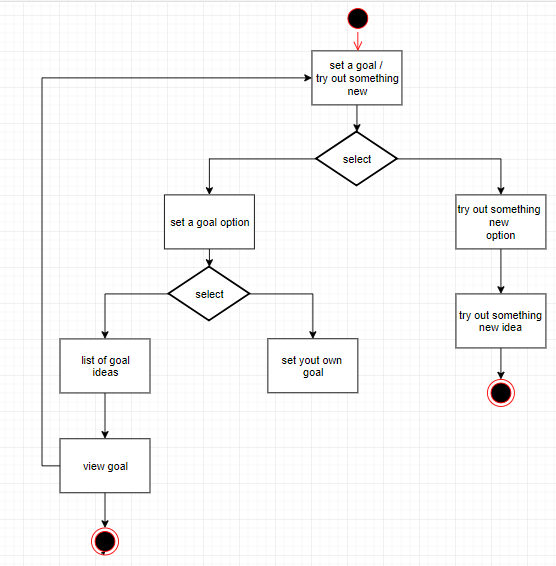 set a goal /
try out something
new
select
set a goal option
try out something
new
option
select
try out something
new idea
list of goal
ideas
set yout own
goal
view goal